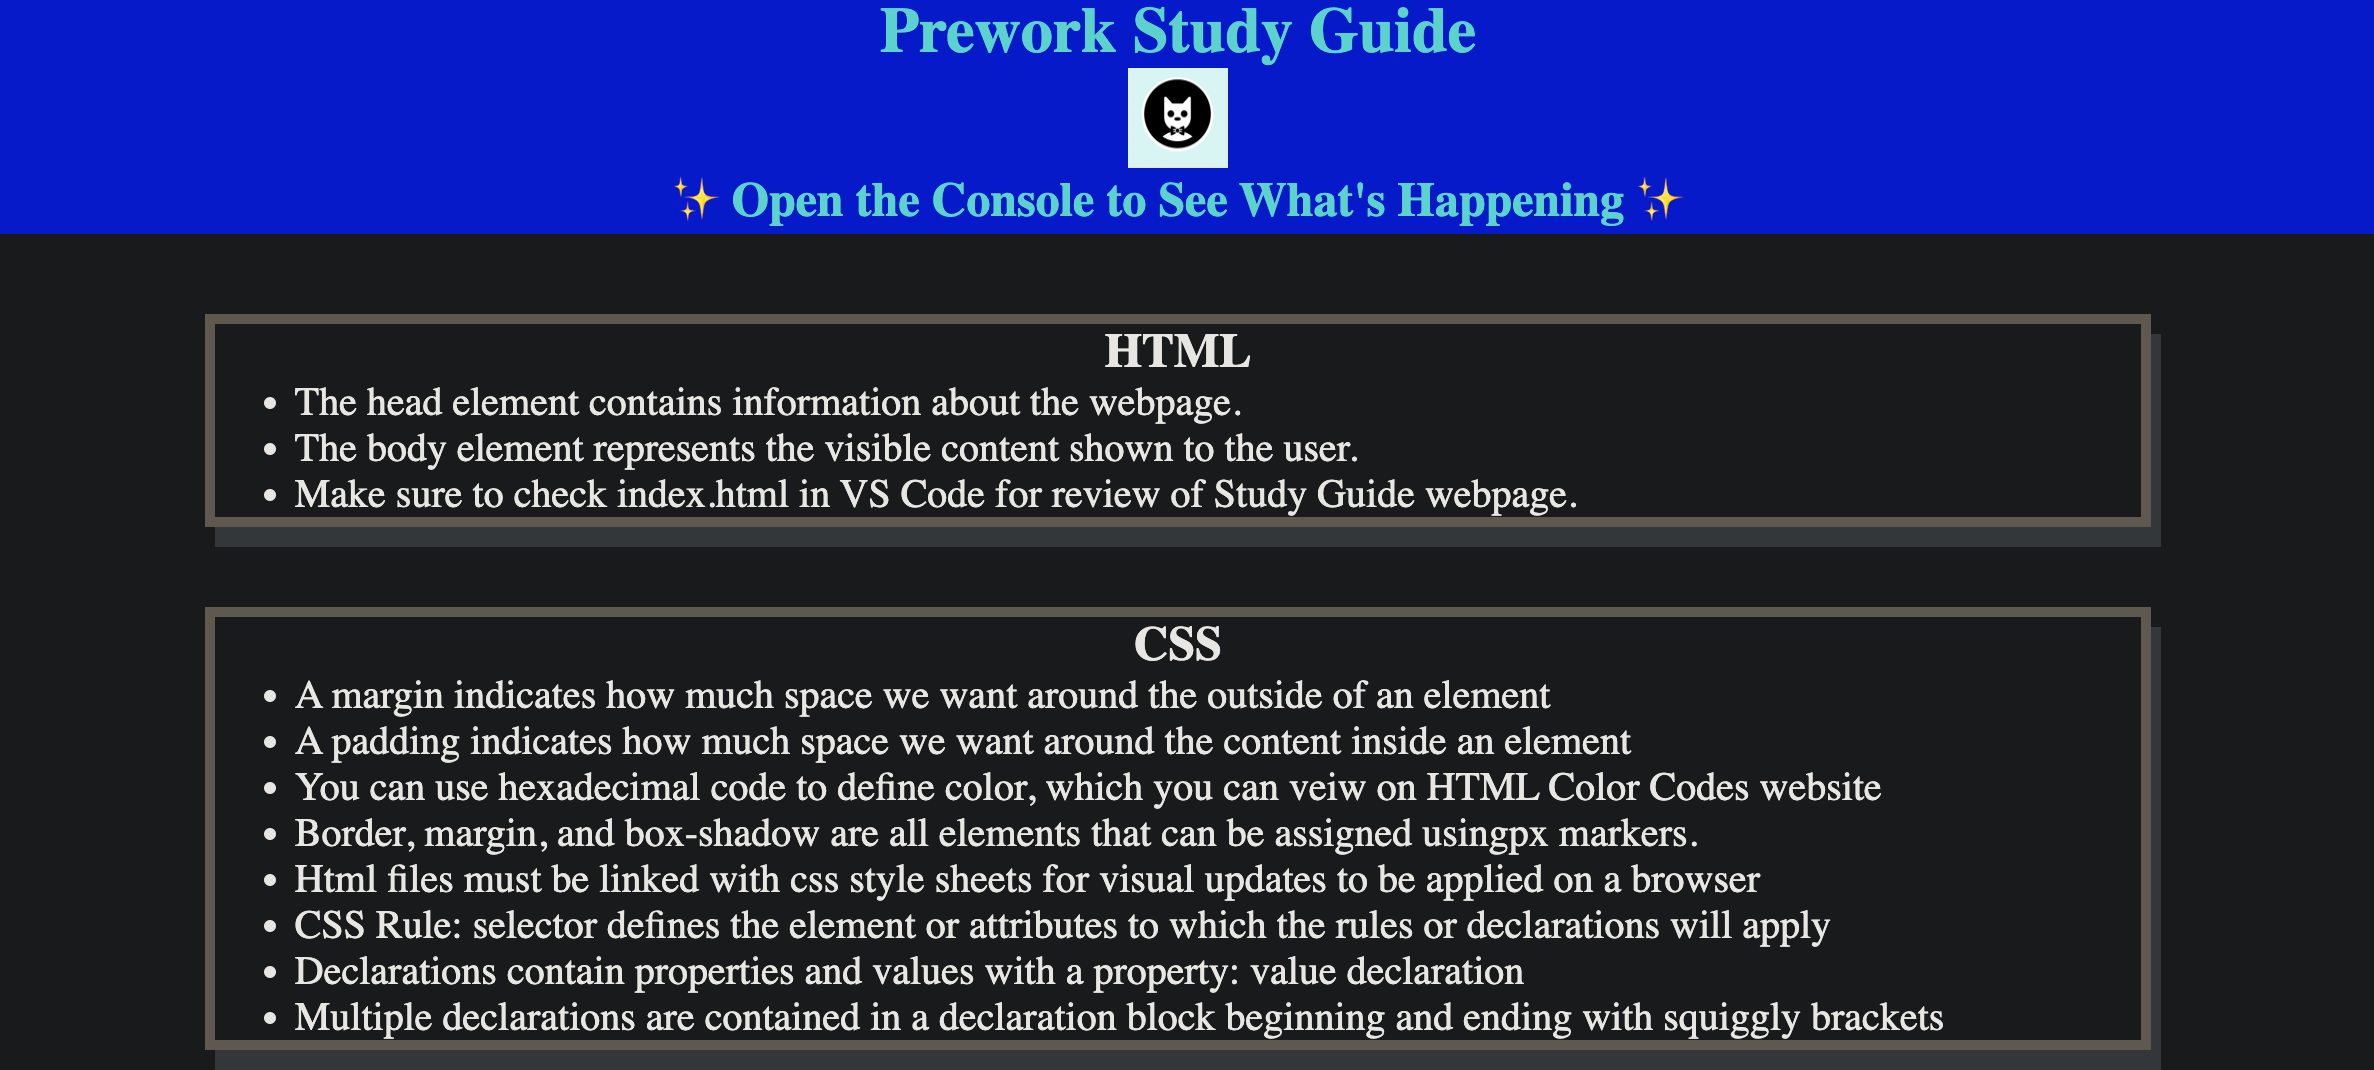 Prework Study Guide
✨ Open the Console to See What's Happening ✨
HTML
• The head element contains information about the webpage.
• The body element represents the visible content shown to the user.
• Make sure to check index.html in VS Code for review of Study Guide webpage.
CSS
• A margin indicates how much space we want around the outside of an element
• A padding indicates how much space we want around the content inside an element
• You can use hexadecimal code to define color, which you can veiw on HTML Color Codes website
• Border, margin, and box-shadow are all elements that can be assigned usingpx markers.
• Html files must be linked with css style sheets for visual updates to be applied on a browser
• CSS Rule: selector defines the element or attributes to which the rules or declarations will apply
• Declarations contain properties and values with a property: value declaration
• Multiple declarations are contained in a declaration block beginning and ending with squiggly brackets